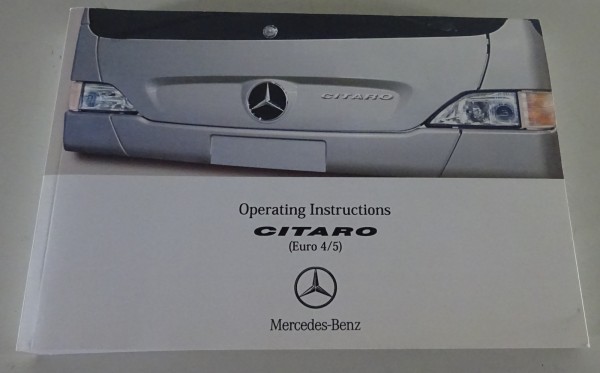 CITARO
Operating Instructions
CITARO
(Euro 4/5)
Mercedes-Benz